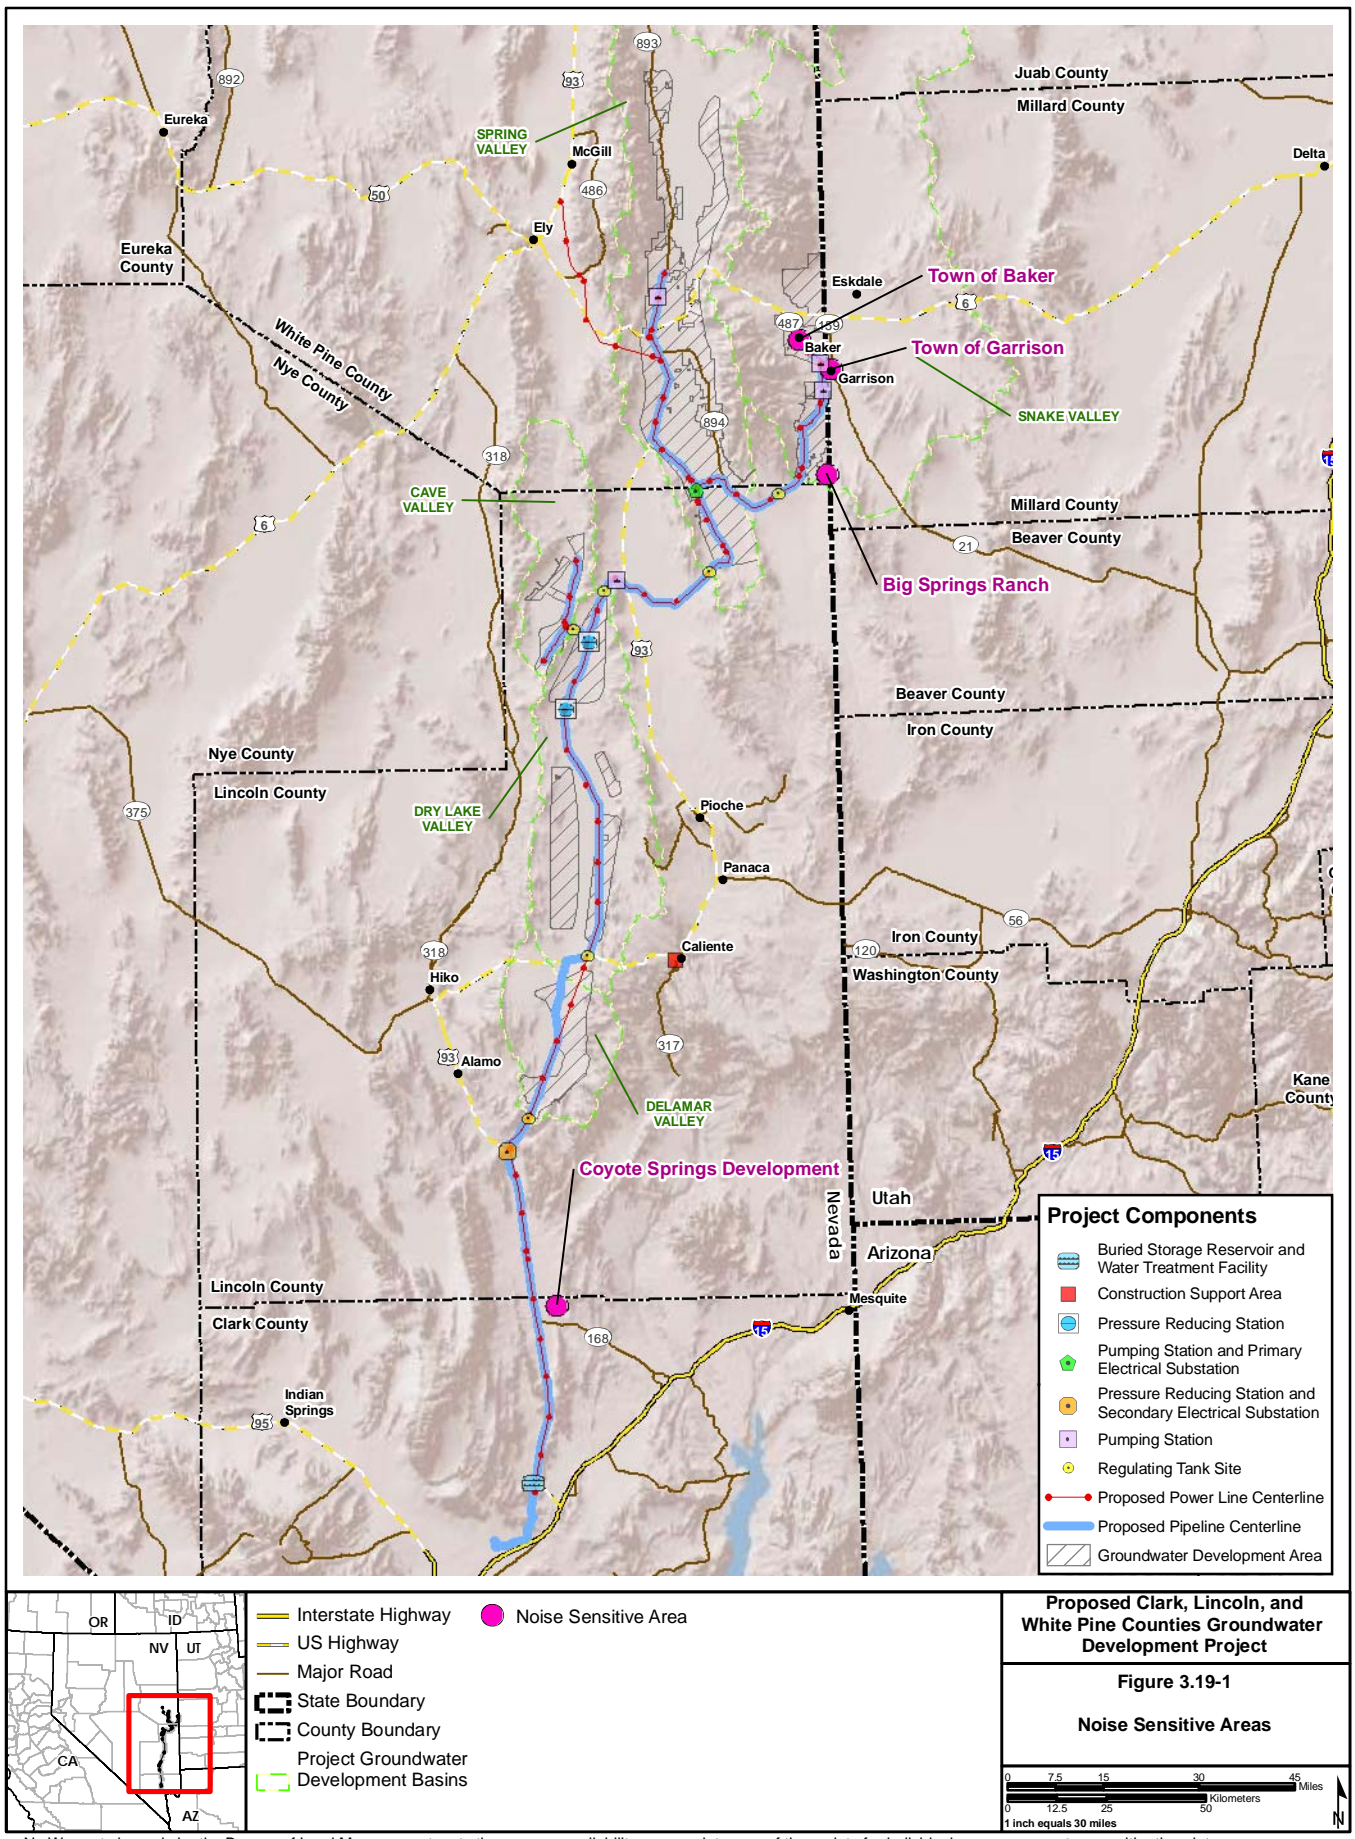 893
892
93
Juab County
Millard County
Eureka
SPRING
VALLEY
McGill
Delta
50
486
Ely
Eureka
County
Town of Baker
Eskdale
6
487
159
White Pine County
Nye County
Baker
Town of Garrison
Garrison
SNAKE VALLEY
894
318
15
CAVE
VALLEY
Millard County
Beaver County
6
21
Big Springs Ranch
93
Beaver County
Iron County
Nye County
Lincoln County
375
DRY LAKE
VALLEY
Pioche
Panaca
56
318
Caliente
120
Iron County
Washington County
Hiko
317
93
Alamo
Kane
County
DELAMAR
VALLEY
15
Coyote Springs Development
Nevada
Utah
Arizona
Lincoln County
Clark County
Mesquite
168
15
Indian
Springs
95
Project Components
Buried Storage Reservoir and
Water Treatment Facility
Construction Support Area
Pressure Reducing Station
Pumping Station and Primary
Electrical Substation
Pressure Reducing Station and
Secondary Electrical Substation
Pumping Station
Regulating Tank Site
Proposed Power Line Centerline
Proposed Pipeline Centerline
Groundwater Development Area
OR
ID
NV
UT
CA
AZ
Interstate Highway
US Highway
Major Road
State Boundary
County Boundary
Project Groundwater
Development Basins
Noise Sensitive Area
Proposed Clark, Lincoln, and
White Pine Counties Groundwater
Development Project
Figure 3.19-1
Noise Sensitive Areas
0 7.5 15 30 45
Miles
Kilometers
0 12.5 25 50
1 inch equals 30 miles
N